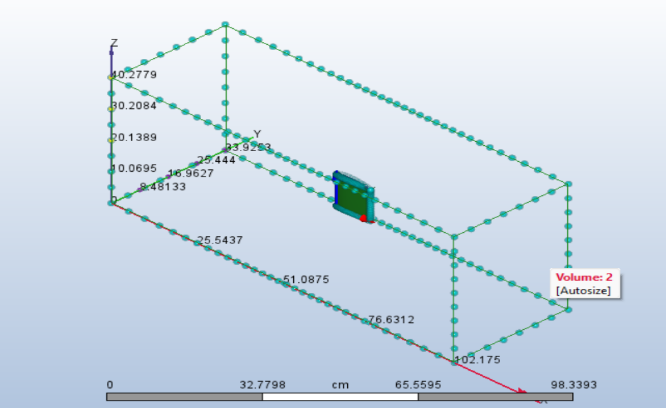 Z
40.2779
30.2084
20.1389
10.0695
0
Y
33.9253
25.444
16.9627
8.48133
25.5437
51.0875
76.6312
102.175
Volume: 2
[Autosize]
0 32.7798 cm 65.5595 98.3393